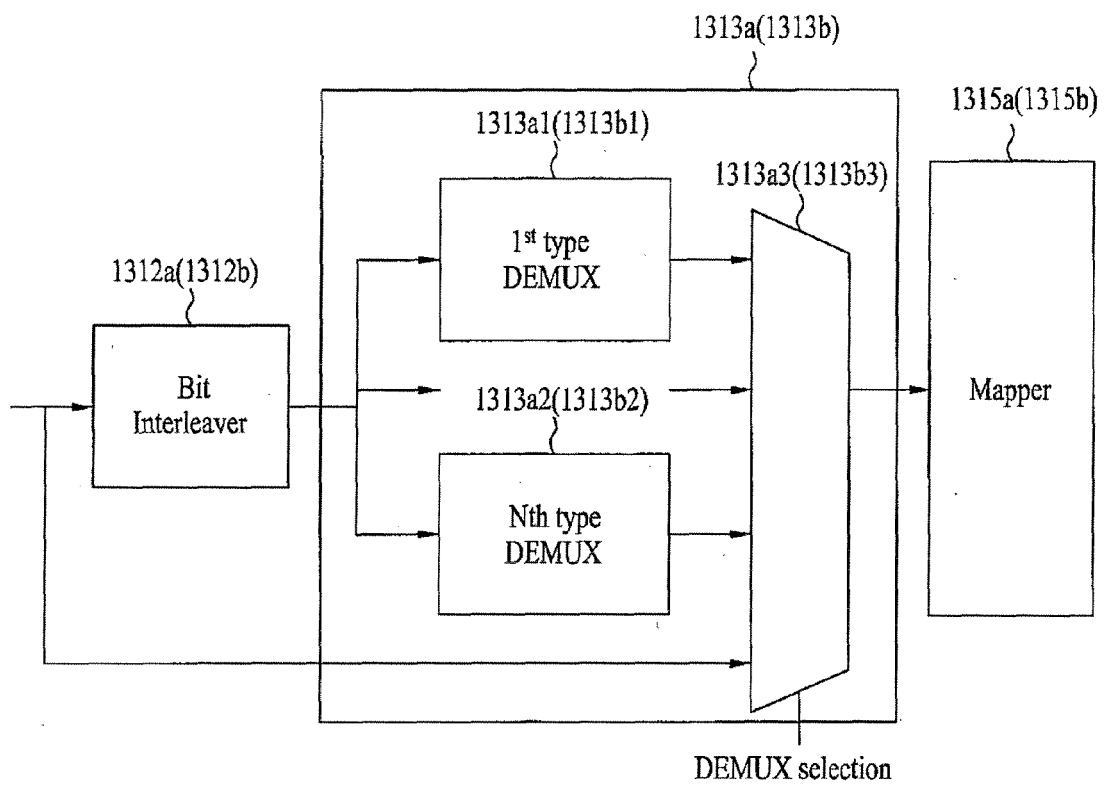 1313a(1313b)
1315a(1315b)
1313a1(1313b1)
1313a3(1313b3)
1st type
DEMUX
1312a(1312b)
Bit
Interleaver
1313a2(1313b2)
Mapper
Nth type
DEMUX
DEMUX selection